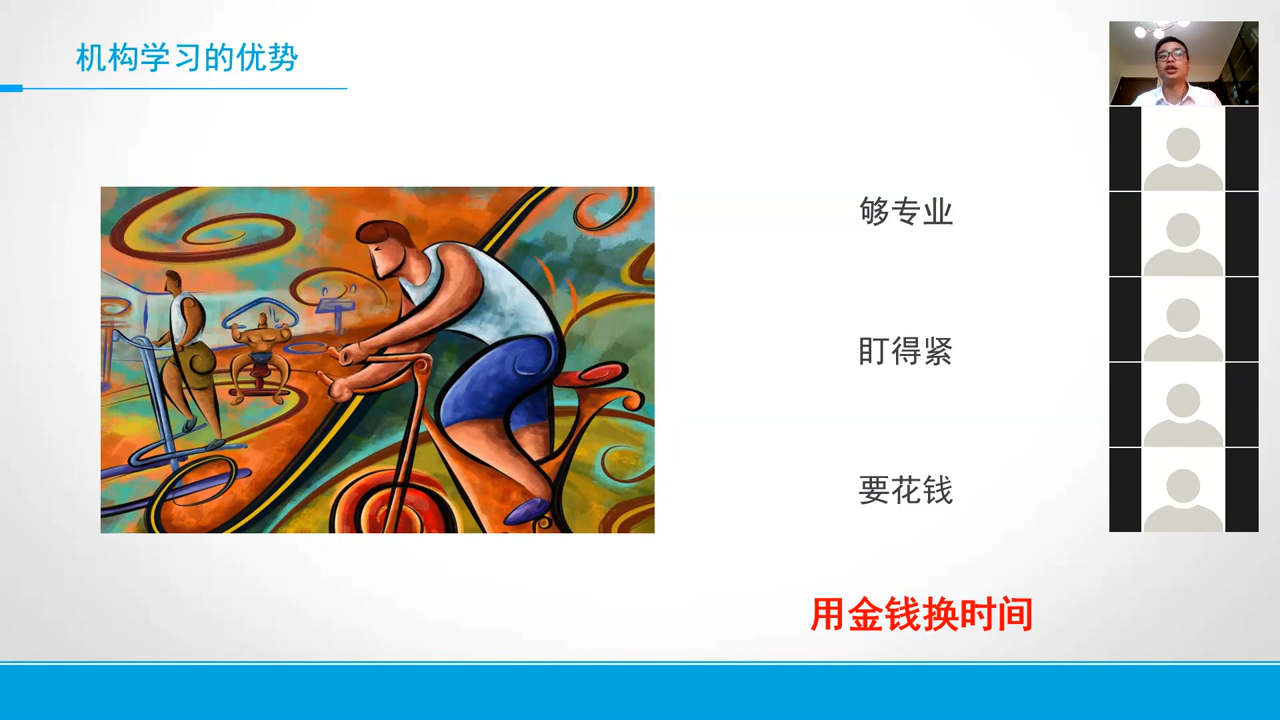 机构学习的优势
够专业
盯得紧
要花钱
用金钱换时间